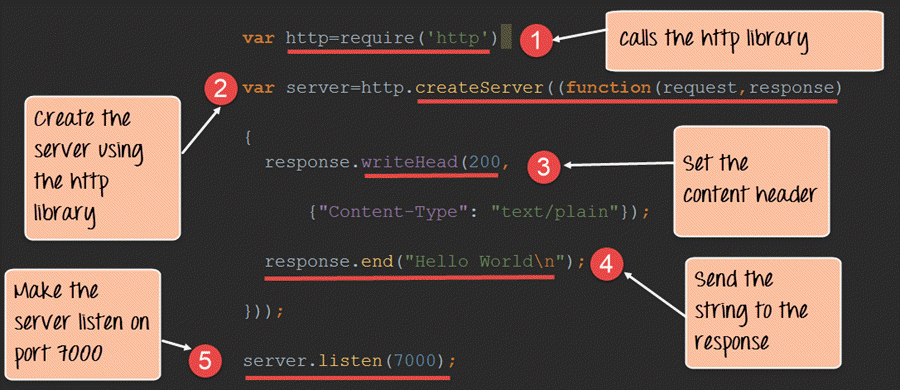 var http=require('http')
1
calls the http library
2
var server=http.createServer((function(request,response)
Create the
server using
the http
library
{
response.writeHead(200,
3
Set the
content header
{"Content-Type": "text/plain"});
response.end("Hello World\n");
4
Send the
string to the
response
Make the
server listen on
port 7000
}));
5
server.listen(7000);